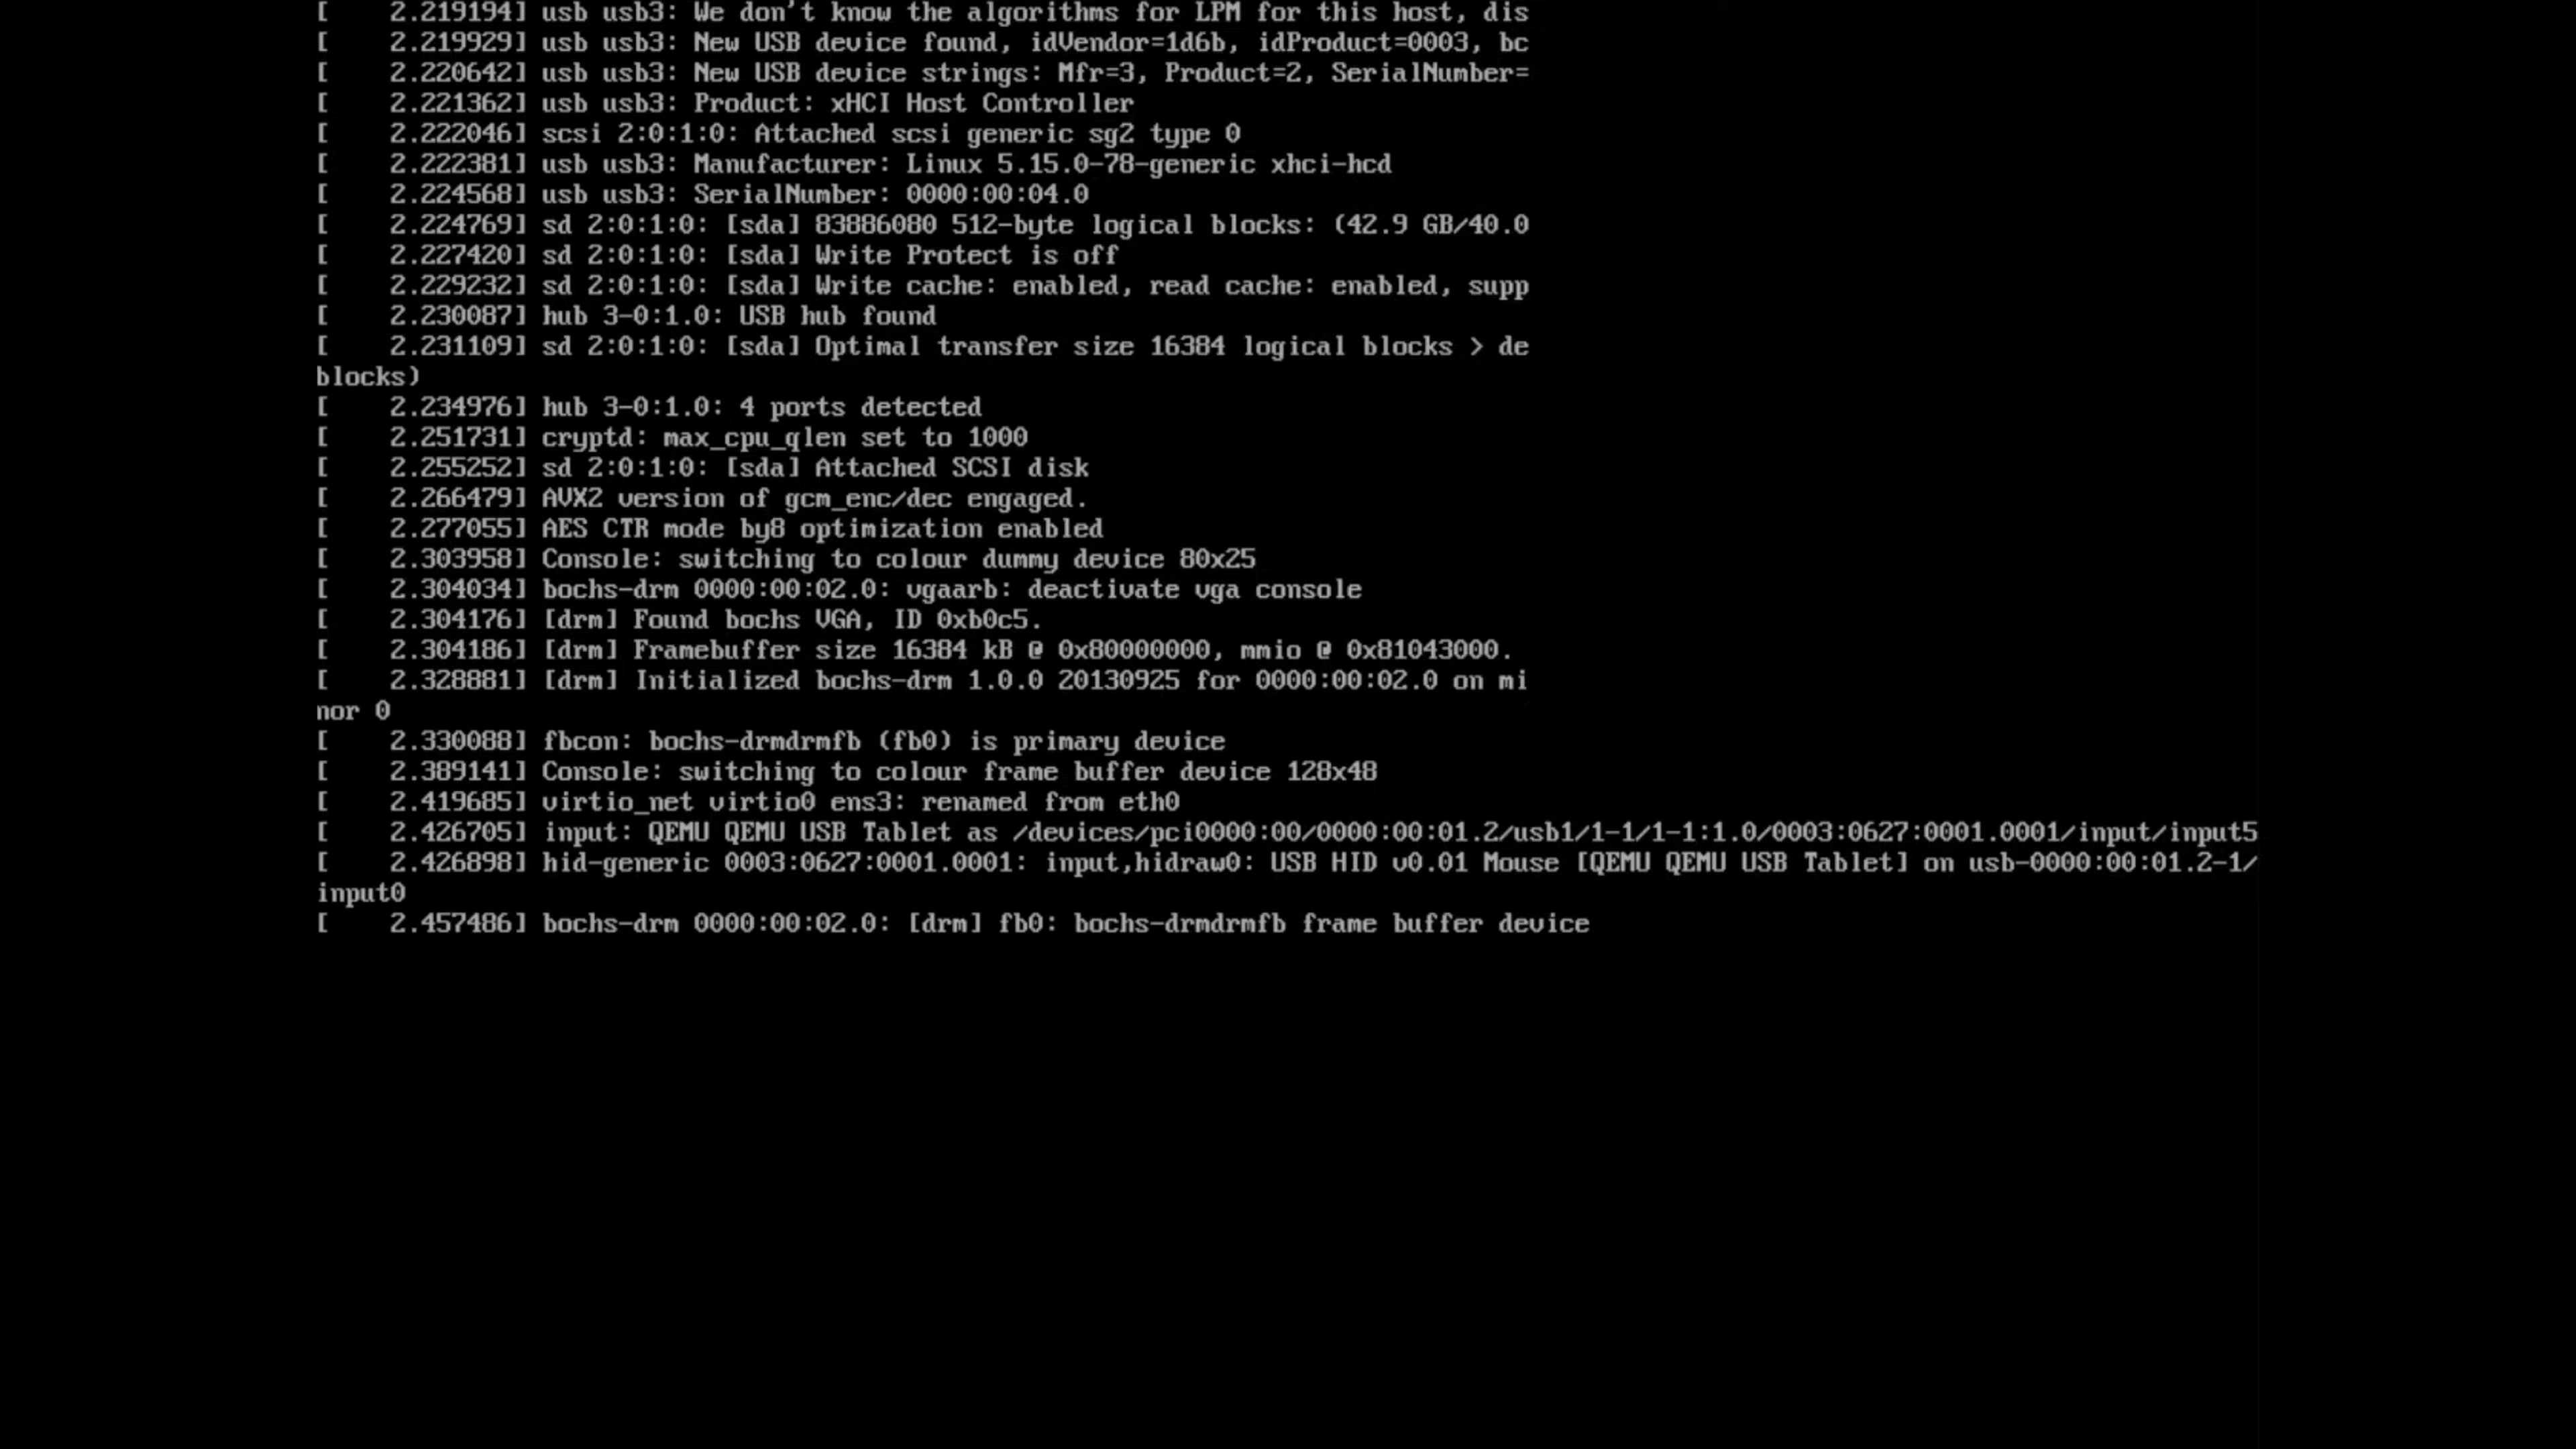 [    2.219194] usb usb3: We don't know the algorithms for LPM for this host, dis
[    2.219929] usb usb3: New USB device found, idVendor=1d6b, idProduct=0003, bc
[    2.220642] usb usb3: New USB device strings: Mfr=3, Product=2, SerialNumber=
[    2.221362] usb usb3: Product: xHCI Host Controller
[    2.222046] scsi 2:0:1:0: Attached scsi generic sg2 type 0
[    2.222381] usb usb3: Manufacturer: Linux 5.15.0-78-generic xhci-hcd
[    2.224568] usb usb3: SerialNumber: 0000:00:04.0
[    2.224769] sd 2:0:1:0: [sda] 83886080 512-byte logical blocks: (42.9 GB/40.0
[    2.227420] sd 2:0:1:0: [sda] Write Protect is off
[    2.229232] sd 2:0:1:0: [sda] Write cache: enabled, read cache: enabled, supp
[    2.230087] hub 3-0:1.0: USB hub found
[    2.231109] sd 2:0:1:0: [sda] Optimal transfer size 16384 logical blocks > de
blocks)
[    2.234976] hub 3-0:1.0: 4 ports detected
[    2.251731] cryptd: max_cpu_qlen set to 1000
[    2.255252] sd 2:0:1:0: [sda] Attached SCSI disk
[    2.266479] AVX2 version of gcm_enc/dec engaged.
[    2.277055] AES CTR mode by8 optimization enabled
[    2.303958] Console: switching to colour dummy device 80x25
[    2.304034] bochs-drm 0000:00:02.0: vgaarb: deactivate vga console
[    2.304176] [drm] Found bochs VGA, ID 0xb0c5.
[    2.304186] [drm] Framebuffer size 16384 kB @ 0x80000000, mmio @ 0x81043000.
[    2.328881] [drm] Initialized bochs-drm 1.0.0 20130925 for 0000:00:02.0 on mi
nor 0
[    2.330088] fbcon: bochs-drmdrmfb (fb0) is primary device
[    2.389141] Console: switching to colour frame buffer device 128x48
[    2.419685] virtio_net virtio0 ens3: renamed from eth0
[    2.426705] input: QEMU QEMU USB Tablet as /devices/pci0000:00/0000:00:01.2/usb1/1-1/1-1:1.0/0003:0627:0001.0001/input/input5
[    2.426898] hid-generic 0003:0627:0001.0001: input,hidraw0: USB HID v0.01 Mouse [QEMU QEMU USB Tablet] on usb-0000:00:01.2-1/
input0
[    2.457486] bochs-drm 0000:00:02.0: [drm] fb0: bochs-drmdrmfb frame buffer device